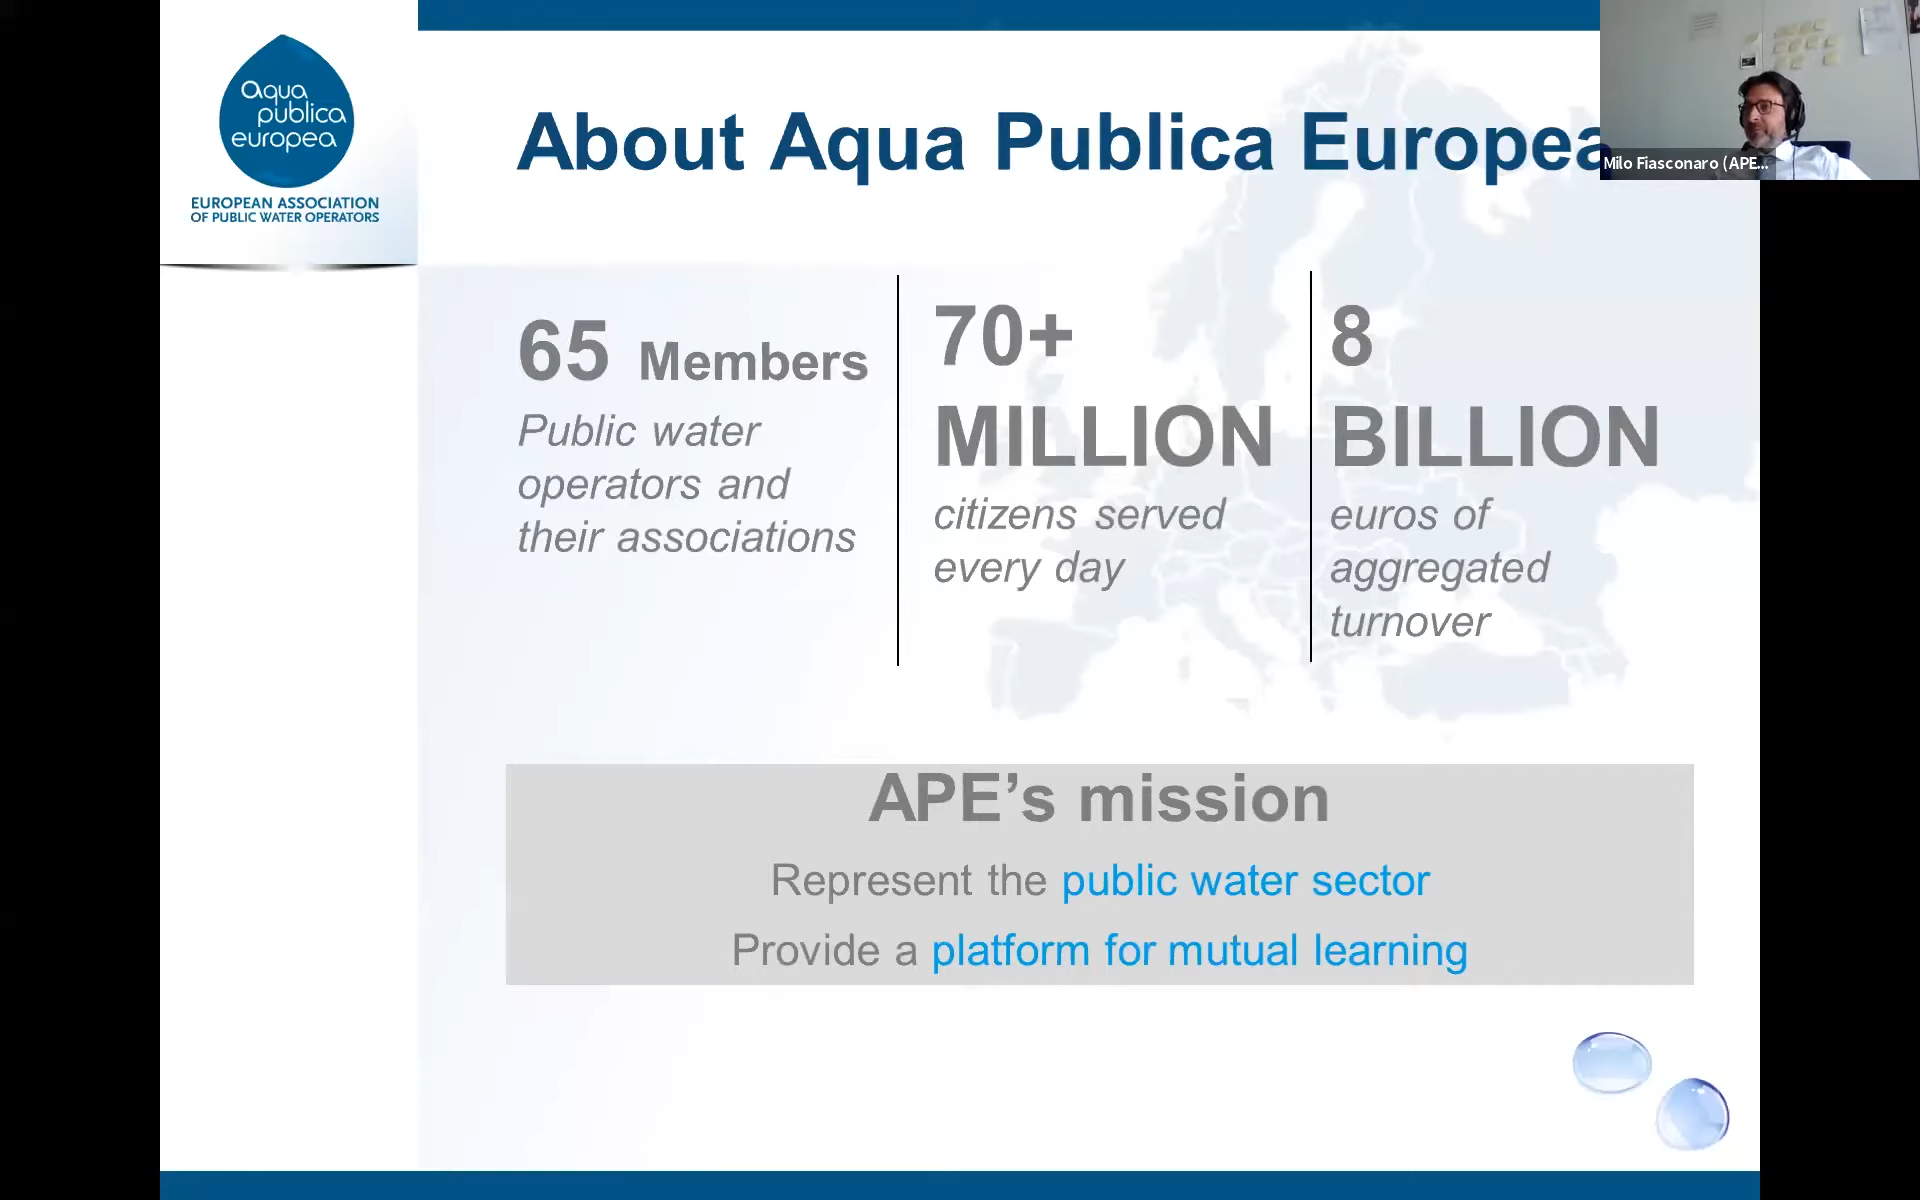 Aqua
publica
europea
EUROPEAN ASSOCIATION
OF PUBLIC WATER OPERATORS
About Aqua Publica Europea
Milo Fiasconaro (APE...
65 Members
Public water
operators and
their associations
70+
MILLION
citizens served
every day
8
BILLION
euros of
aggregated
turnover
APE’s mission
Represent the public water sector
Provide a platform for mutual learning